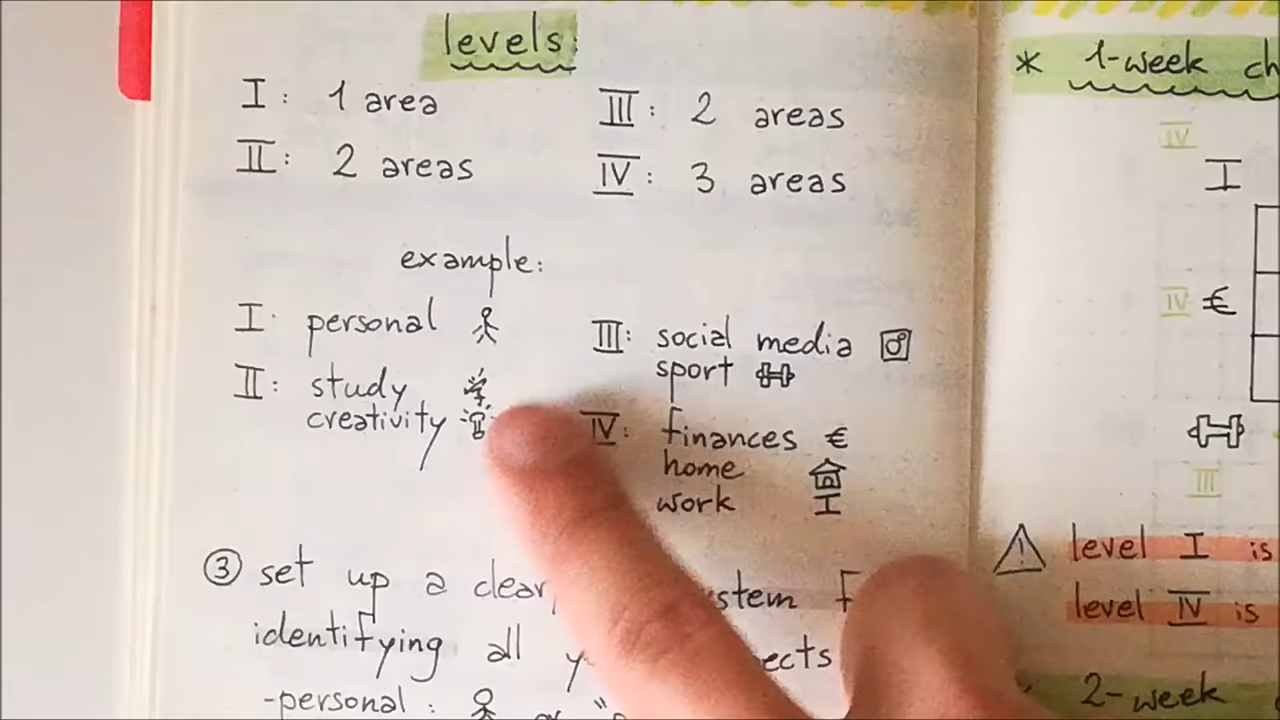 levels:
I: 1 area
II: 2 areas
III: 2 areas
IV: 3 areas
example:
I: personal
II: study
creativity
III: social media
sport
IV: finances €
home
work I
③ set up a clear
identifying all
-personal: or "
* 1-week
IV
I
IV €
III
⚠ level I is
level IV is
2-week